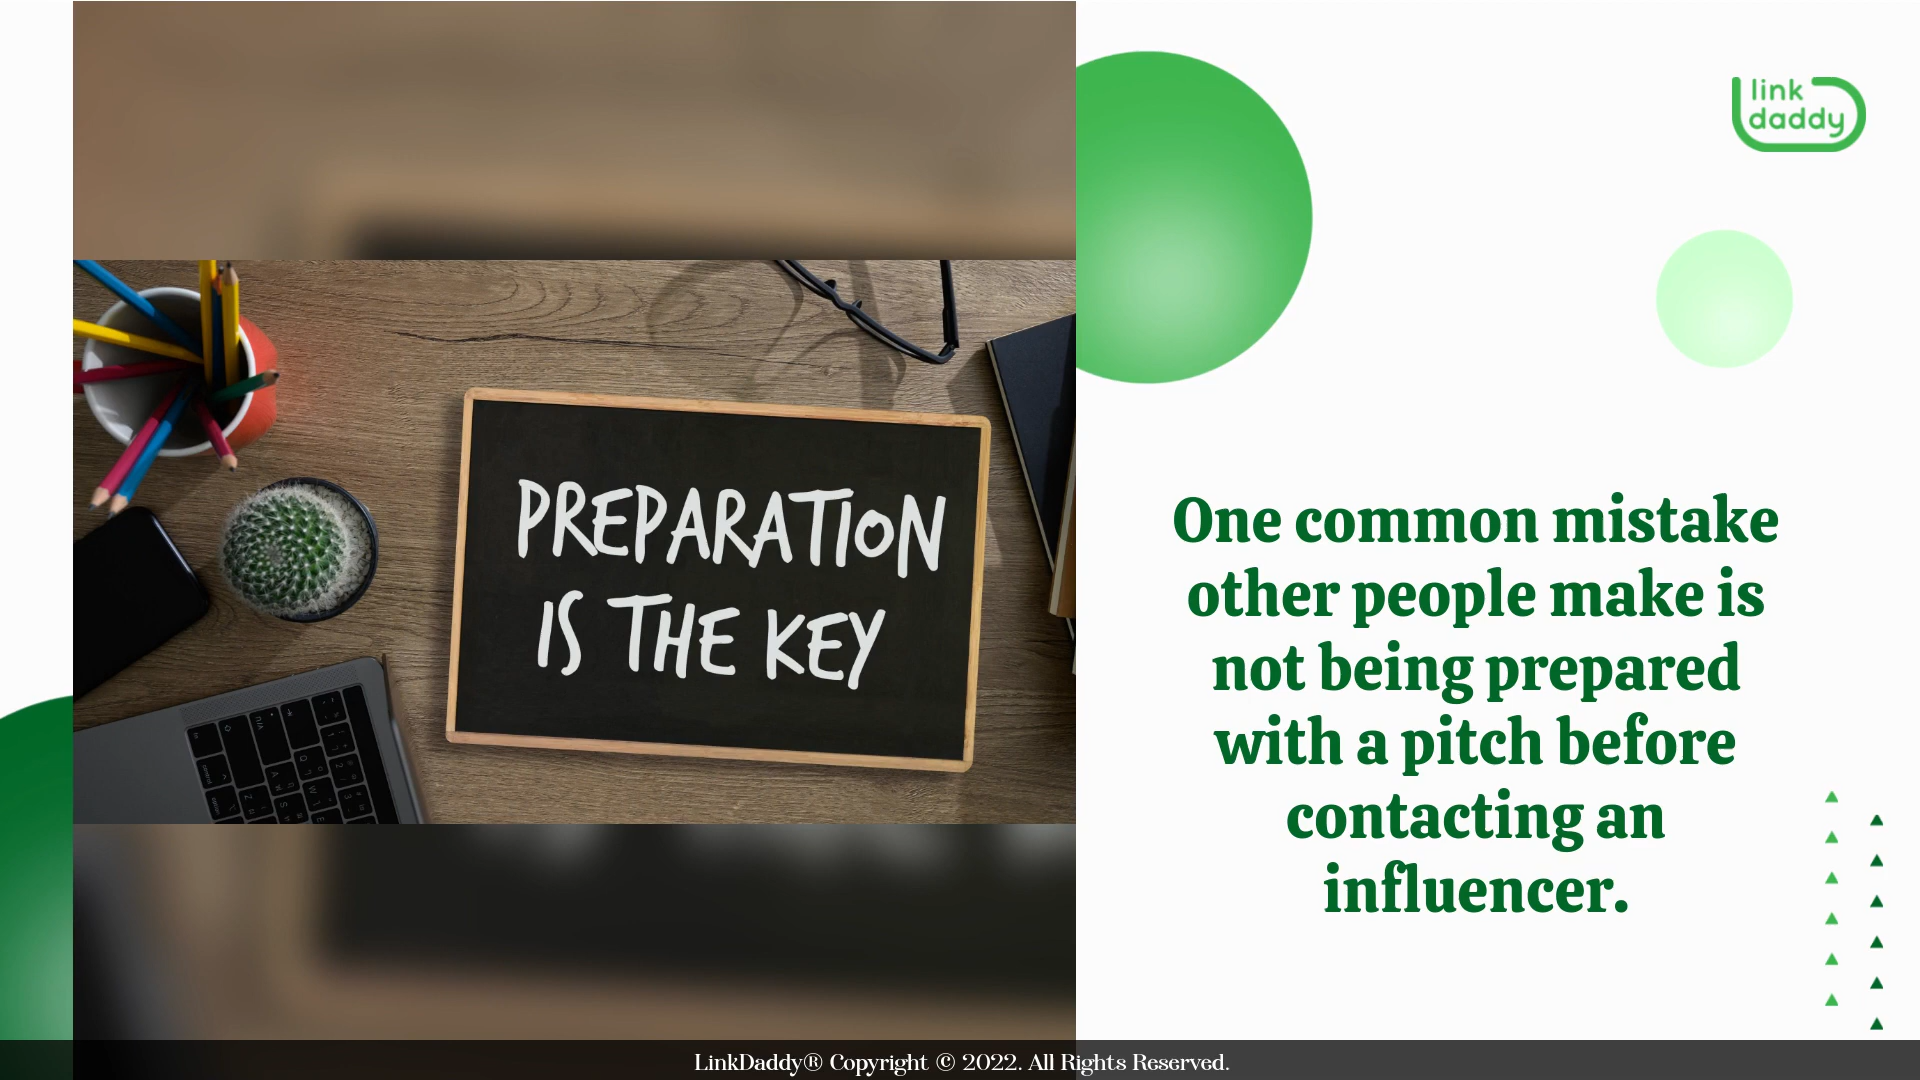 PREPARATION
IS THE KEY
link
daddy
One common mistake
other people make is
not being prepared
with a pitch before
contacting an
influencer.
LinkDaddy® Copyright © 2022. All Rights Reserved.